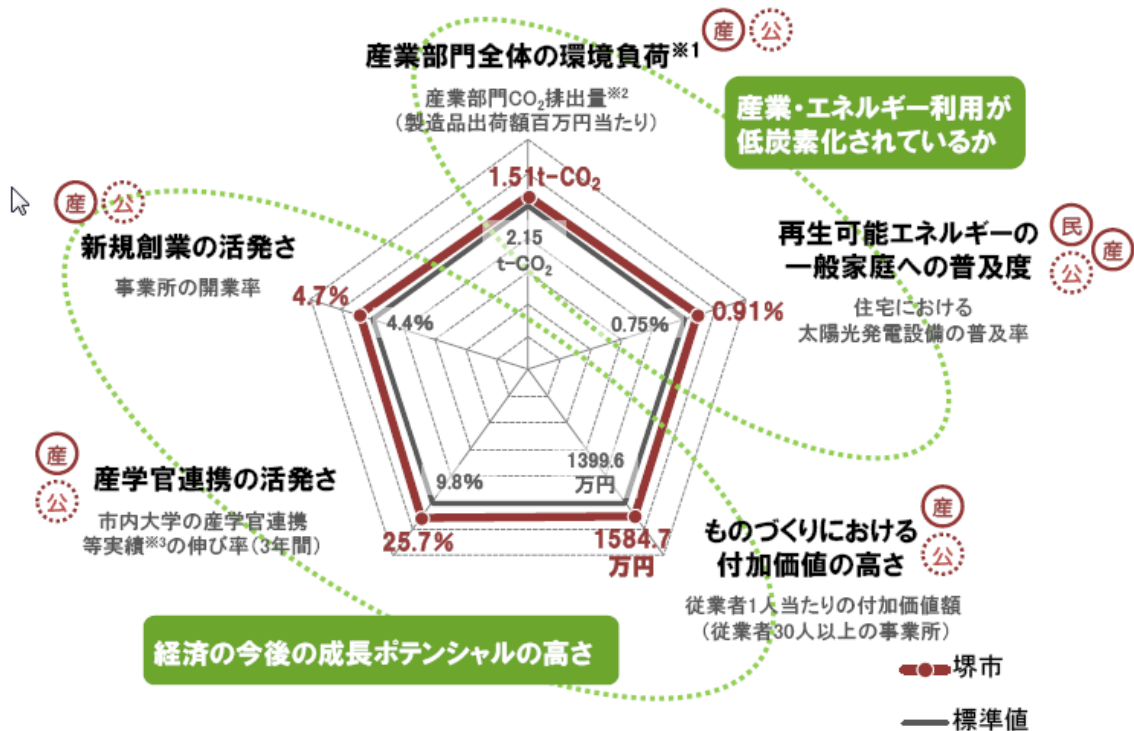 産 公
産業部門全体の環境負荷※1
産業部門CO₂排出量※2
（製造品出荷額百万円当たり）
産業・エネルギー利用が
低炭素化されているか
1.51t-CO₂
2.15
t-CO₂
産 公
新規創業の活発さ
事業所の開業率
4.7%
4.4%
民
産
公
再生可能エネルギーの
一般家庭への普及度
住宅における
太陽光発電設備の普及率
0.75%
0.91%
産
公
産学官連携の活発さ
市内大学の産学官連携
等実績※3の伸び率（3年間）
9.8%
25.7%
1399.6
万円
1584.7
万円
産
公
ものづくりにおける
付加価値の高さ
従業者1人当たりの付加価値額
（従業者30人以上の事業所）
経済の今後の成長ポテンシャルの高さ
堺市
標準値